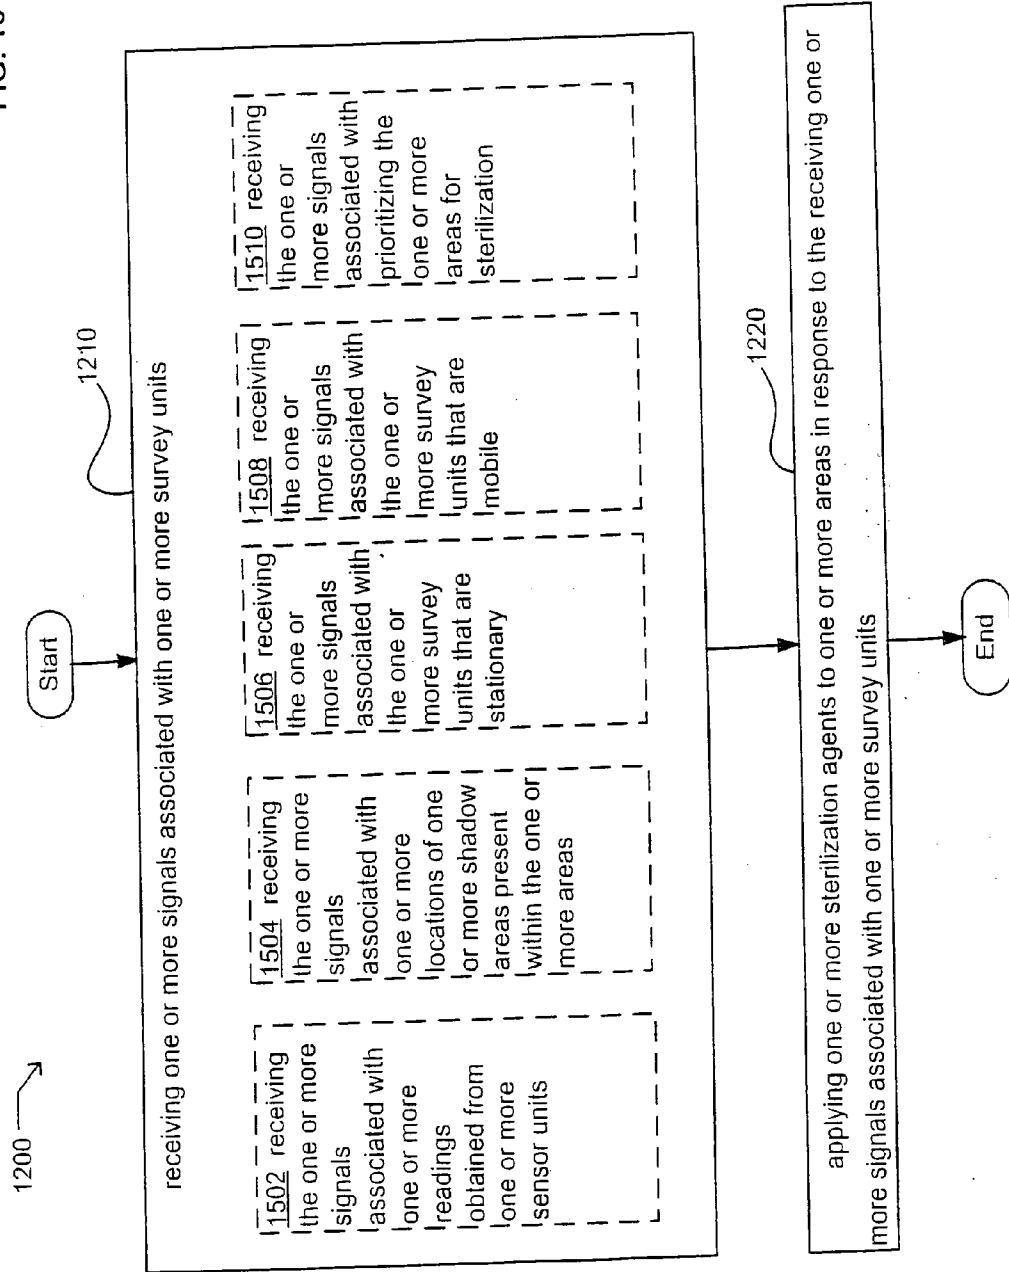 1200
Start
1210
receiving one or more signals associated with one or more survey units
1502 receiving
the one or more
signals
associated with
one or more
readings
obtained from
one or more
sensor units
1504 receiving
the one or more
signals
associated with
one or more
locations of one
or more shadow
areas present
within the one or
more areas
1506 receiving
the one or
more signals
associated with
the one or
more survey
units that are
stationary
1508 receiving
the one or
more signals
associated with
the one or
more survey
units that are
mobile
1510 receiving
the one or
more signals
associated with
prioritizing the
one or more
areas for
sterilization
1220
applying one or more sterilization agents to one or more areas in response to the receiving one or
more signals associated with one or more survey units
End